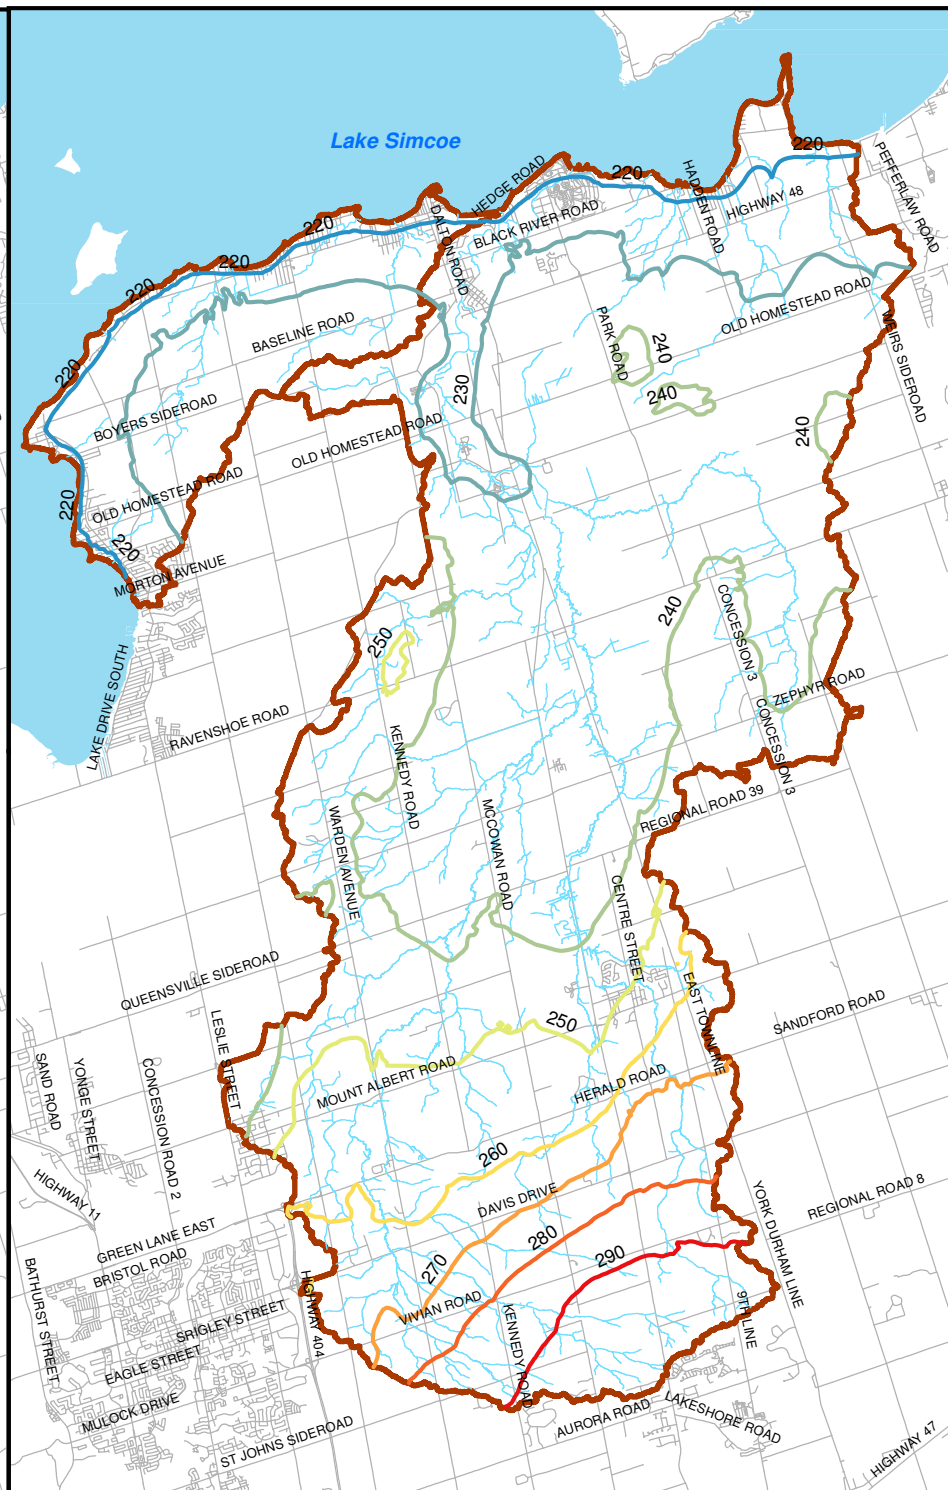 Lake Simcoe
220
PEFFERLAW ROAD
HEDGE ROAD
220
HADDEN ROAD
HIGHWAY 48
DALTON ROAD
BLACK RIVER ROAD
220
220
220
OLD HOMESTEAD ROAD
BASELINE ROAD
PARK ROAD
240
WEIRS SIDEROAD
220
230
240
BOYERS SIDEROAD
OLD HOMESTEAD ROAD
240
220
OLD HOMESTEAD ROAD
220
MORTON AVENUE
240
CONCESSION 3
250
ZEPHYR ROAD
LAKE DRIVE SOUTH
RAVENSHOE ROAD
KENNEDY ROAD
CONCESSION 3
REGIONAL ROAD 39
WARDEN AVENUE
MCCOWAN ROAD
CENTRE STREET
QUEENSVILLE SIDEROAD
EAST TOWNLINE
SANDFORD ROAD
LESLIE STREET
250
SAND ROAD
YONGE STREET
CONCESSION ROAD 2
MOUNT ALBERT ROAD
HERALD ROAD
260
HIGHWAY 11
DAVIS DRIVE
YORK DURHAM LINE
REGIONAL ROAD 8
GREEN LANE EAST
280
BRISTOL ROAD
270
290
BATHURST STREET
HIGHWAY 404
SRIGLEY STREET
VIVIAN ROAD
KENNEDY ROAD
9TH LINE
EAGLE STREET
MULOCK DRIVE
AURORA ROAD
LAKESHORE ROAD
ST JOHNS SIDEROAD
HIGHWAY 47